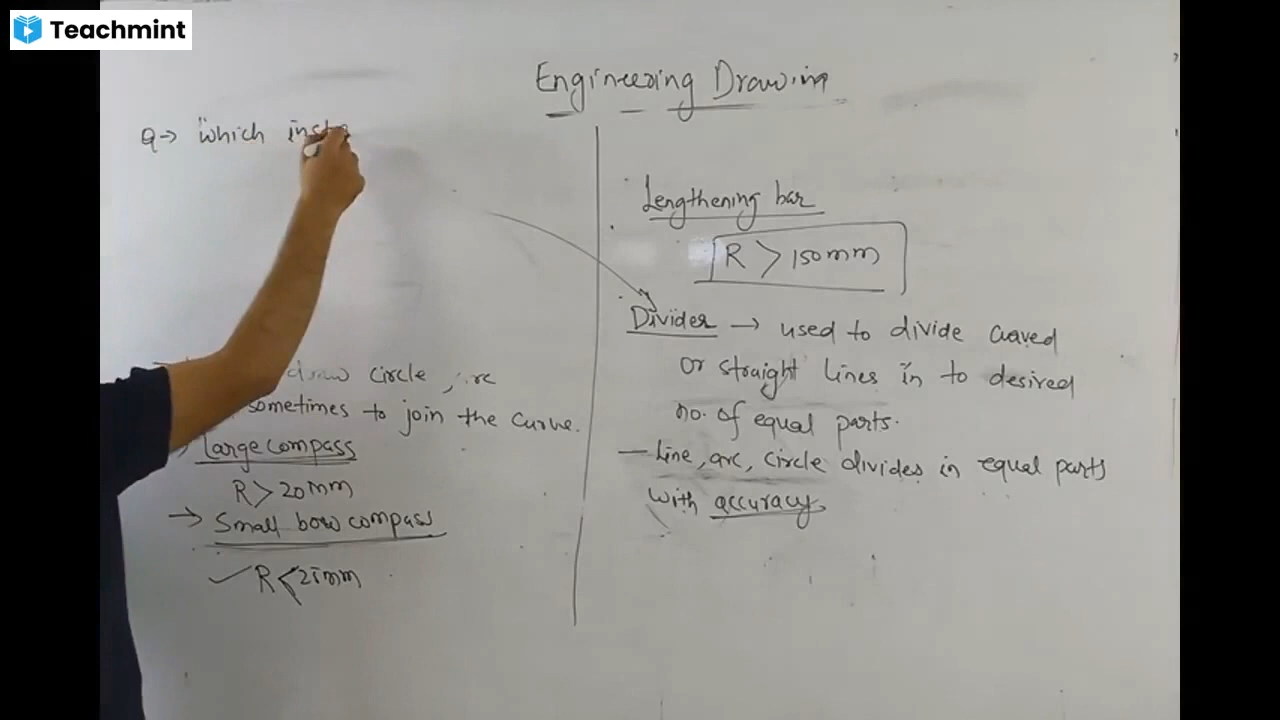 Teachmint
Engineering Drawing
Q→ which inst
draw circle, arc
sometimes to join the curve.
Large compass
R > 20mm
→ Small bow compass
✓ R < 25mm
Lengthening bar
R > 150mm
Divider → used to divide curved
or straight lines in to desired
no. of equal parts.
— Line, arc, circle divides in equal parts
with accuracy.